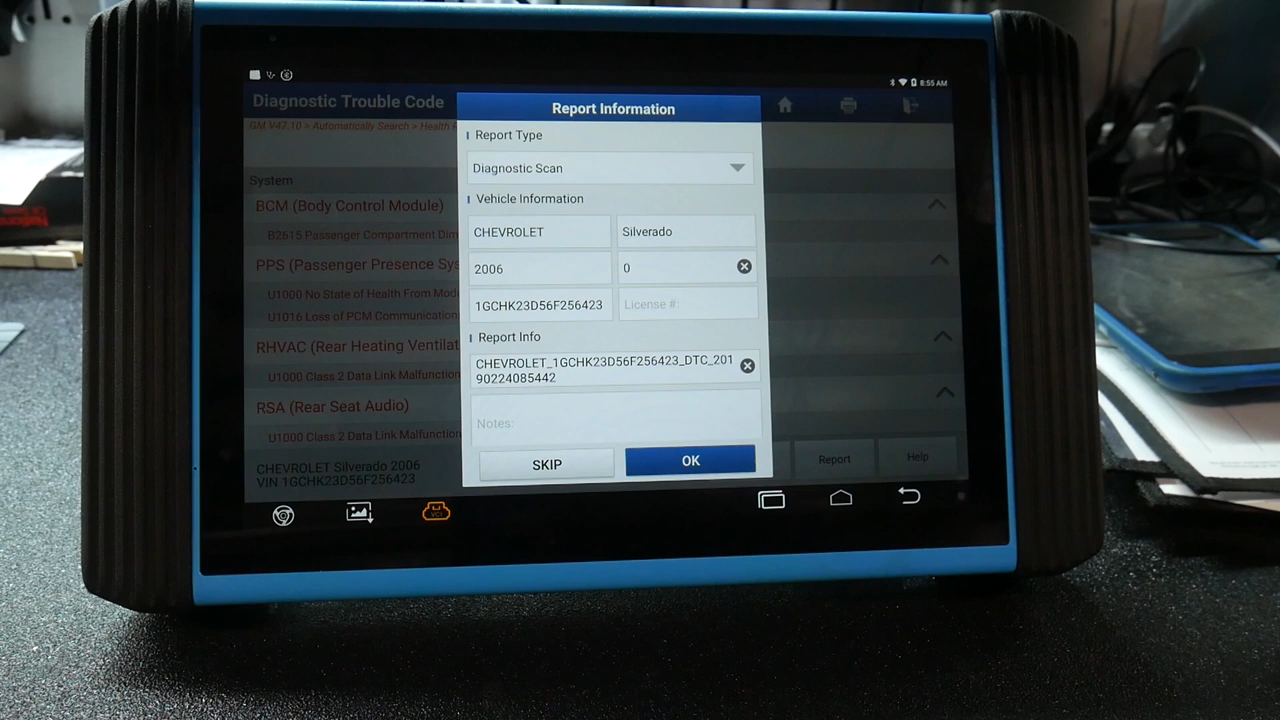 8:55 AM
Diagnostic Trouble Code
GM V47.10 > Automatically Search > Health R
Report Information
Report Type
Diagnostic Scan
Vehicle Information
CHEVROLET
Silverado
2006
0
1GCHK23D56F256423
License #:
Report Info
CHEVROLET_1GCHK23D56F256423_DTC_201
90224085442
Notes:
SKIP
OK
System
BCM (Body Control Module)
B2615 Passenger Compartment Dim
PPS (Passenger Presence Sys
U1000 No State of Health From Mod
U1016 Loss of PCM Communication
RHVAC (Rear Heating Ventilat
U1000 Class 2 Data Link Malfunction
RSA (Rear Seat Audio)
U1000 Class 2 Data Link Malfunction
CHEVROLET Silverado 2006
VIN 1GCHK23D56F256423
Report
Help
VCI